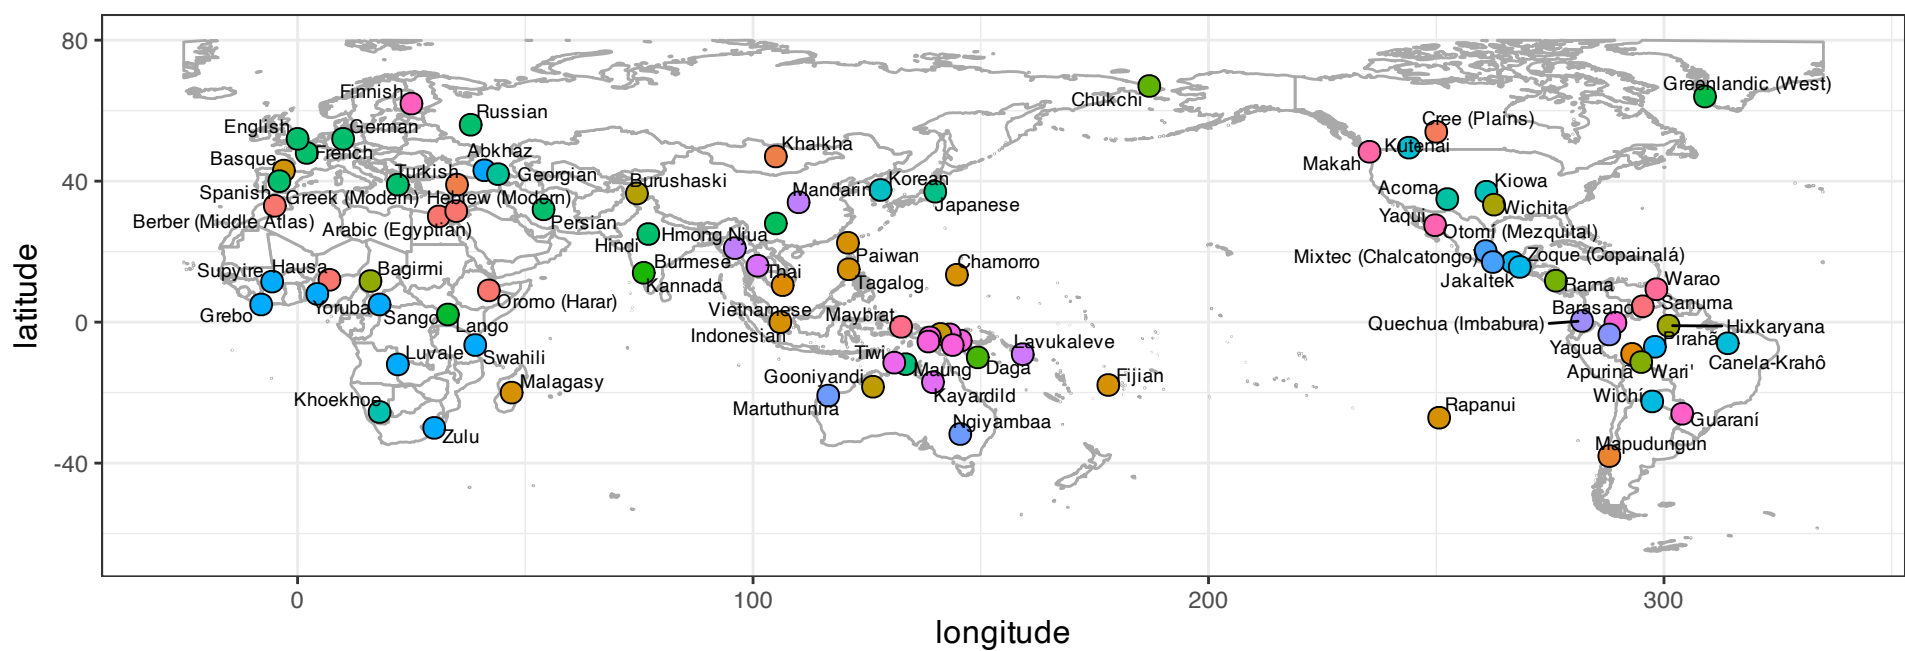 80
Greenlandic (West)
Finnish
Chukchi
Russian
Cree (Plains)
English
German
French
Khalkha
Kutenai
Abkhaz
Basque
Makah
Turkish
Georgian
Burushaski
Mandarin
Korean
Acoma
Kiowa
40
Spanish
Greek (Modern)
Hebrew (Modern)
Japanese
Wichita
Berber (Middle Atlas)
Arabic (Egyptian)
Persian
Yaqui
Otomí (Mezquital)
Hindi
Hmong Njua
Paiwan
Mixtec (Chalcatongo)
Zoque (Copainalá)
Supyire
Hausa
Bagirmi
Burmese
Thai
Chamorro
Kannada
Tagalog
Jakaltek
Rama
Warao
Oromo (Harar)
Grebo
Yoruba
Sango
Lango
Vietnamese
Maybrat
Barasano
Sanuma
0
Indonesian
Quechua (Imbabura)
Hixkaryana
Pirahã
Luvale
Swahili
Tiwi
Lavukaleve
Yagua
Canela-Krahô
Malagasy
Gooniyandi
Maung
Daga
Fijian
Apurinã
Wari'
Khoekhoe
Martuthunira
Kayardild
Rapanui
Wichí
Guaraní
Zulu
Ngiyambaa
Mapudungun
-40
0
100
200
300
longitude
latitude